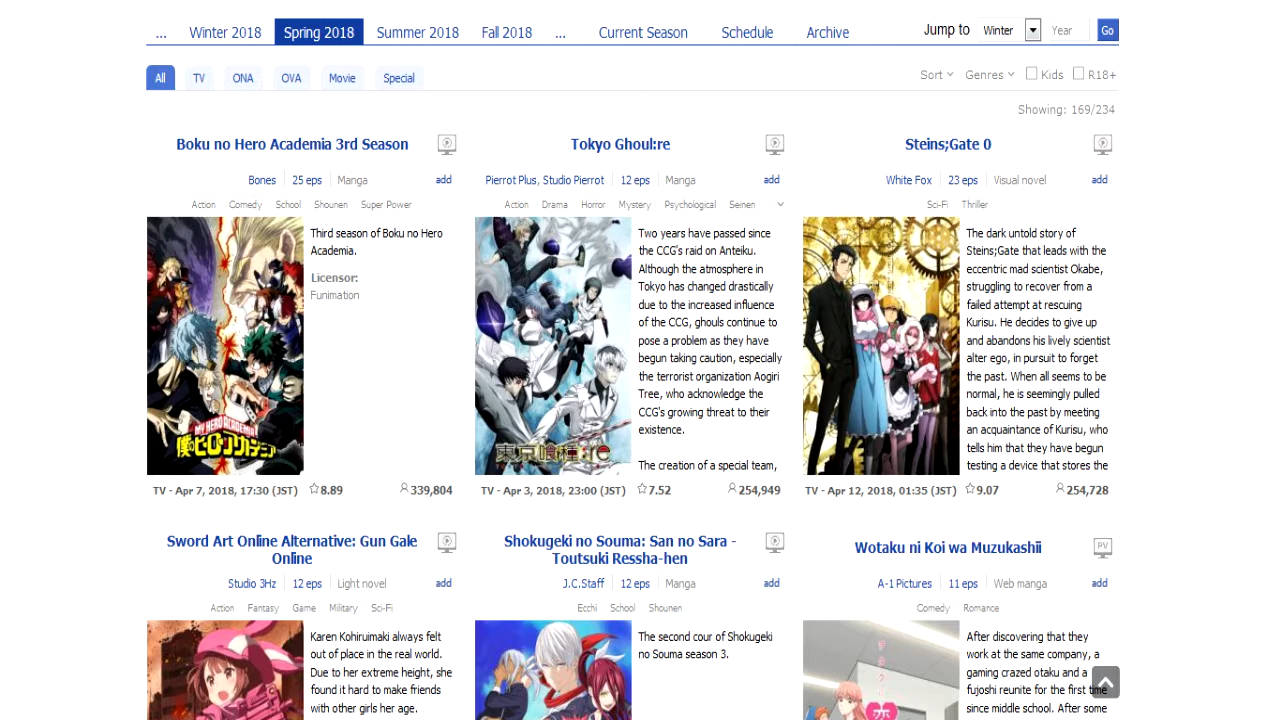 ... Winter 2018 Spring 2018 Summer 2018 Fall 2018 ... Current Season Schedule Archive Jump to Winter Year Go
All TV ONA OVA Movie Special Sort Genres Kids R18+
Showing: 169/234
Boku no Hero Academia 3rd Season
Bones 25 eps Manga add
Action Comedy School Shounen Super Power
MY HERO ACADEMIA
僕のヒーローアカデミア
Third season of Boku no Hero
Academia.
Licensor:
Funimation
TV - Apr 7, 2018, 17:30 (JST) 8.89 339,804
Tokyo Ghoul:re
Pierrot Plus, Studio Pierrot 12 eps Manga add
Action Drama Horror Mystery Psychological Seinen
東京喰種:re
Two years have passed since
the CCG's raid on Anteiku.
Although the atmosphere in
Tokyo has changed drastically
due to the increased influence
of the CCG, ghouls continue to
pose a problem as they have
begun taking caution, especially
the terrorist organization Aogiri
Tree, who acknowledge the
CCG's growing threat to their
existence.
The creation of a special team,
TV - Apr 3, 2018, 23:00 (JST) 7.52 254,949
Steins;Gate 0
White Fox 23 eps Visual novel add
Sci-Fi Thriller
The dark untold story of
Steins;Gate that leads with the
eccentric mad scientist Okabe,
struggling to recover from a
failed attempt at rescuing
Kurisu. He decides to give up
and abandons his lively scientist
alter ego, in pursuit to forget
the past. When all seems to be
normal, he is seemingly pulled
back into the past by meeting
an acquaintance of Kurisu, who
tells him that they have begun
testing a device that stores the
TV - Apr 12, 2018, 01:35 (JST) 9.07 254,728
Sword Art Online Alternative: Gun Gale
Online
Studio 3Hz 12 eps Light novel add
Action Fantasy Game Military Sci-Fi
Karen Kohiruimaki always felt
out of place in the real world.
Due to her extreme height, she
found it hard to make friends
with other girls her age.
Shokugeki no Souma: San no Sara -
Toutsuki Ressha-hen
J.C.Staff 12 eps Manga add
Ecchi School Shounen
The second cour of Shokugeki
no Souma season 3.
Wotaku ni Koi wa Muzukashii
PV
A-1 Pictures 11 eps Web manga add
Comedy Romance
After discovering that they
work at the same company, a
gaming crazed otaku and a
fujoshi reunite for the first time
since middle school. After some